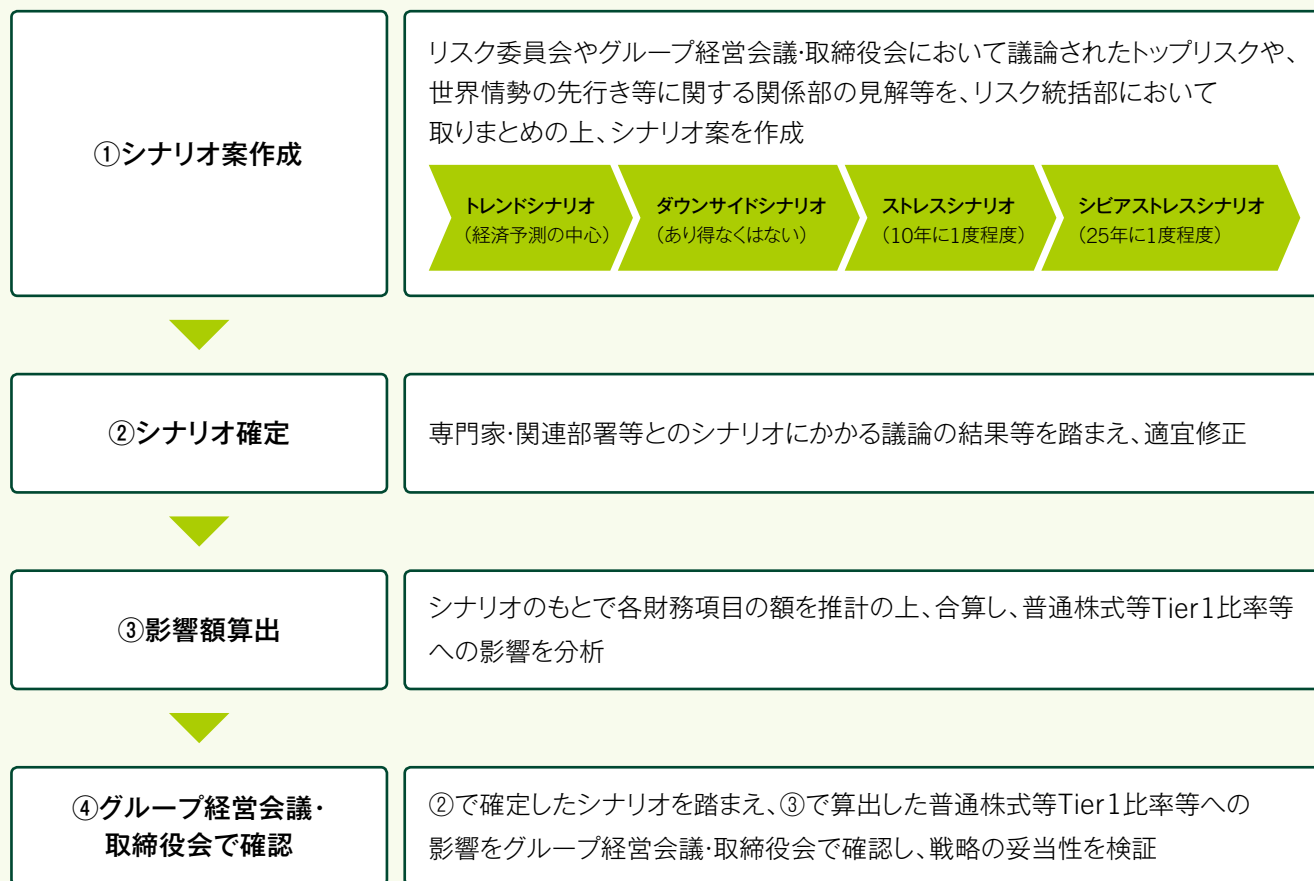 ①シナリオ案作成
リスク委員会やグループ経営会議･取締役会において議論されたトップリスクや、
世界情勢の先行き等に関する関係部の見解等を、リスク統括部において
取りまとめの上、シナリオ案を作成
トレンドシナリオ
（経済予測の中心）
ダウンサイドシナリオ
（あり得なくはない）
ストレスシナリオ
（10年に1度程度）
シビアストレスシナリオ
（25年に1度程度）
②シナリオ確定
専門家･関連部署等とのシナリオにかかる議論の結果等を踏まえ、適宜修正
③影響額算出
シナリオのもとで各財務項目の額を推計の上、合算し、普通株式等Tier1比率等
への影響を分析
④グループ経営会議･
取締役会で確認
②で確定したシナリオを踏まえ、③で算出した普通株式等Tier1比率等への
影響をグループ経営会議･取締役会で確認し、戦略の妥当性を検証